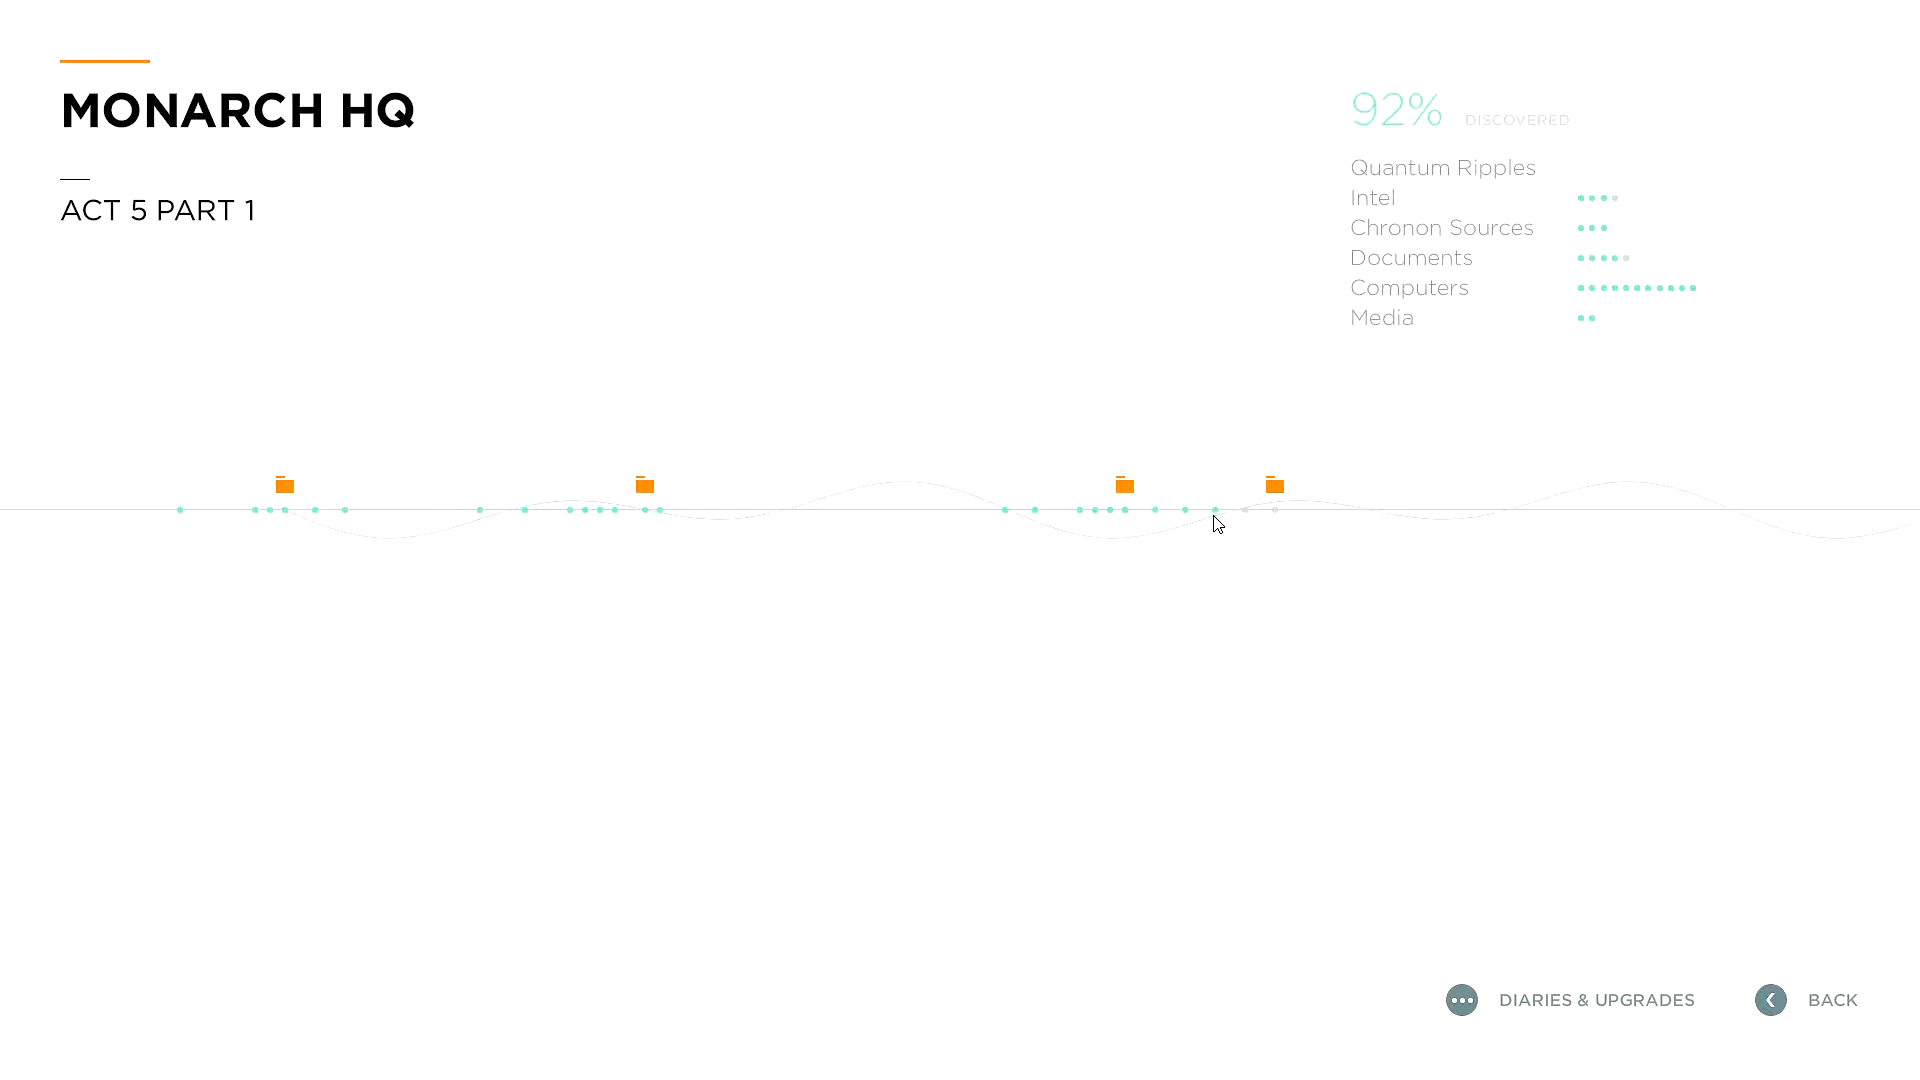 MONARCH HQ
ACT 5 PART 1
92% DISCOVERED
Quantum Ripples
Intel
Chronon Sources
Documents
Computers
Media
DIARIES & UPGRADES
BACK